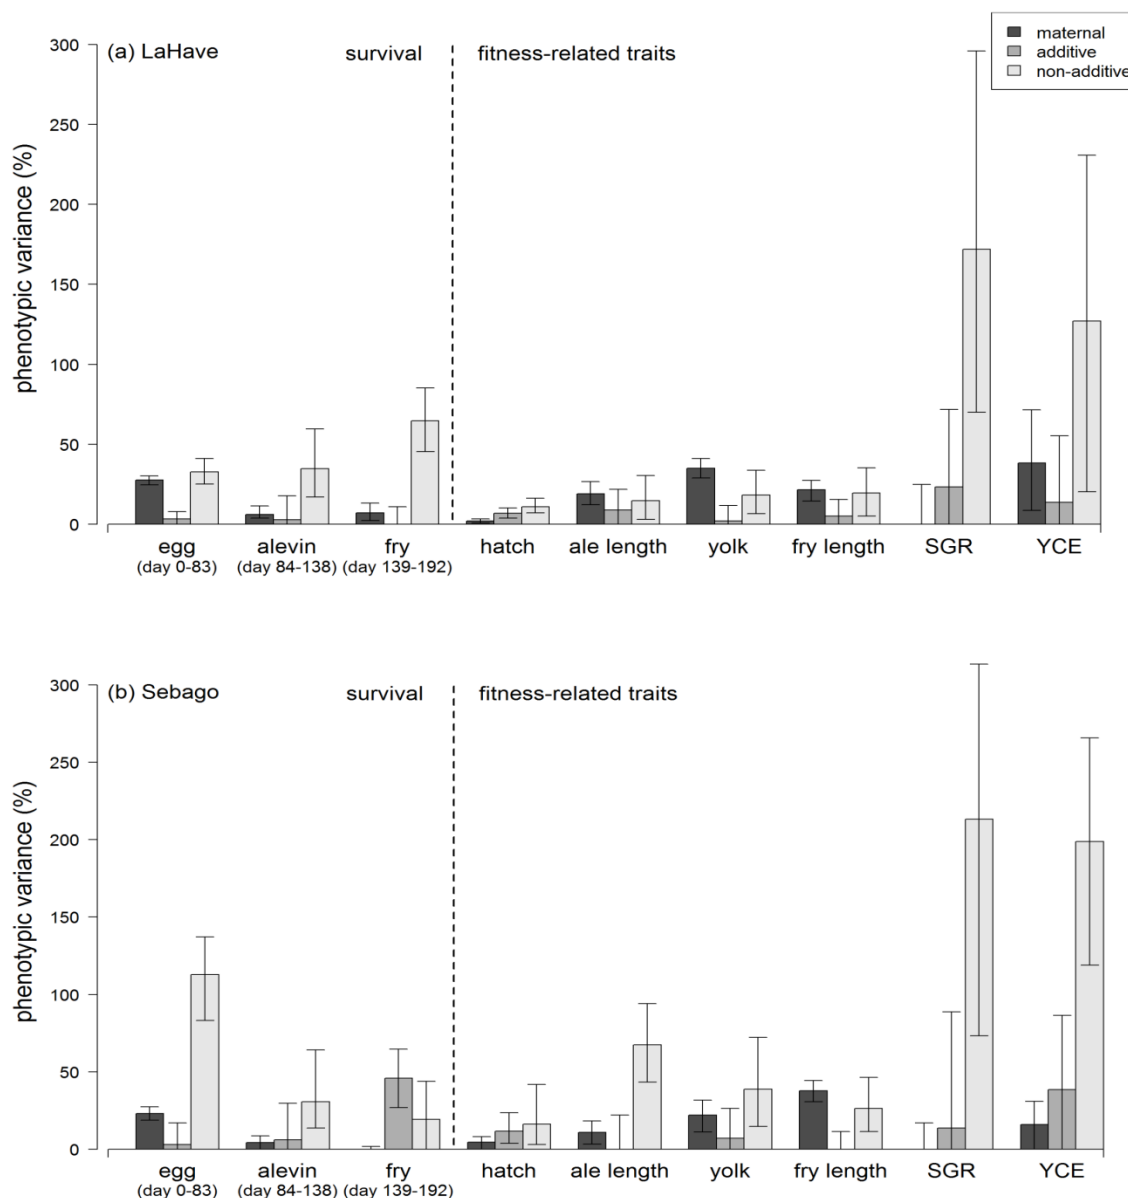 maternal
additive
non-additive
(a) LaHave survival fitness-related traits
phenotypic variance (%)
300
250
200
150
100
50
0
egg alevin fry hatch ale length yolk fry length SGR YCE
(day 0-83) (day 84-138) (day 139-192)
(b) Sebago survival fitness-related traits
phenotypic variance (%)
300
250
200
150
100
50
0
egg alevin fry hatch ale length yolk fry length SGR YCE
(day 0-83) (day 84-138) (day 139-192)